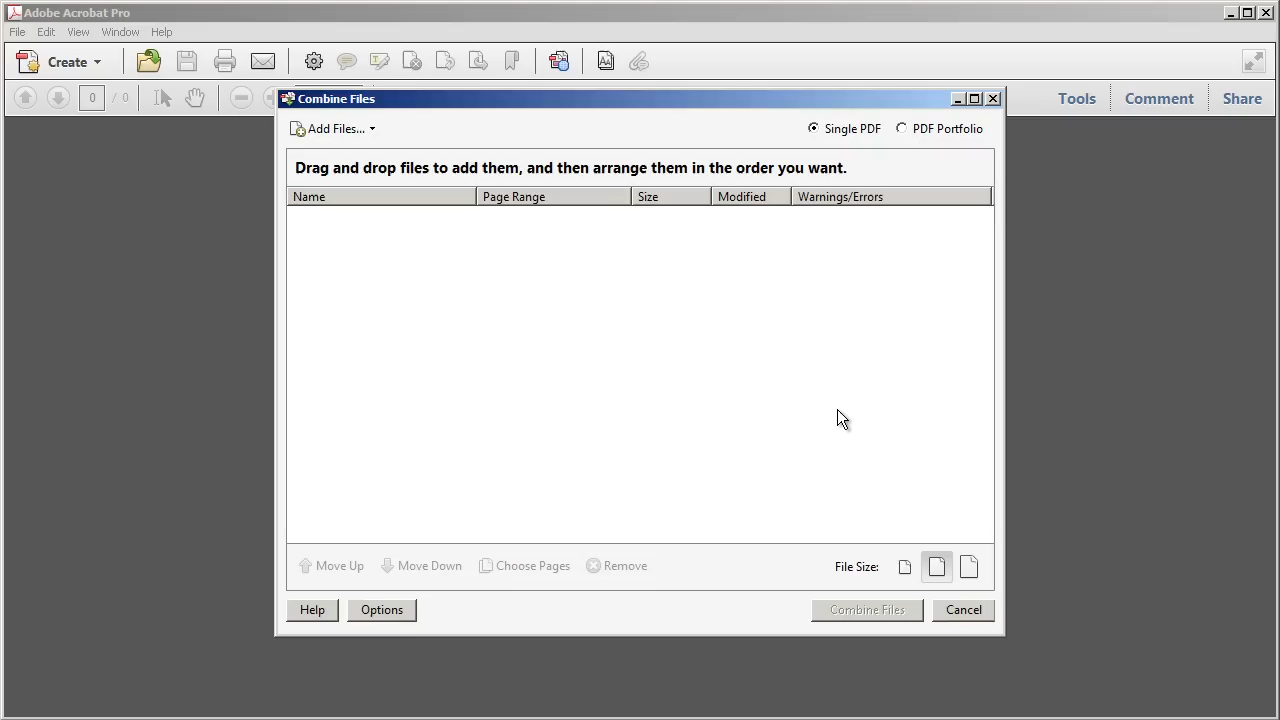 Adobe Acrobat Pro
File Edit View Window Help
Create
0 / 0
Tools Comment Share
Combine Files
Add Files...
Single PDF PDF Portfolio
Drag and drop files to add them, and then arrange them in the order you want.
Name Page Range Size Modified Warnings/Errors
Move Up Move Down Choose Pages Remove File Size:
Help Options Combine Files Cancel